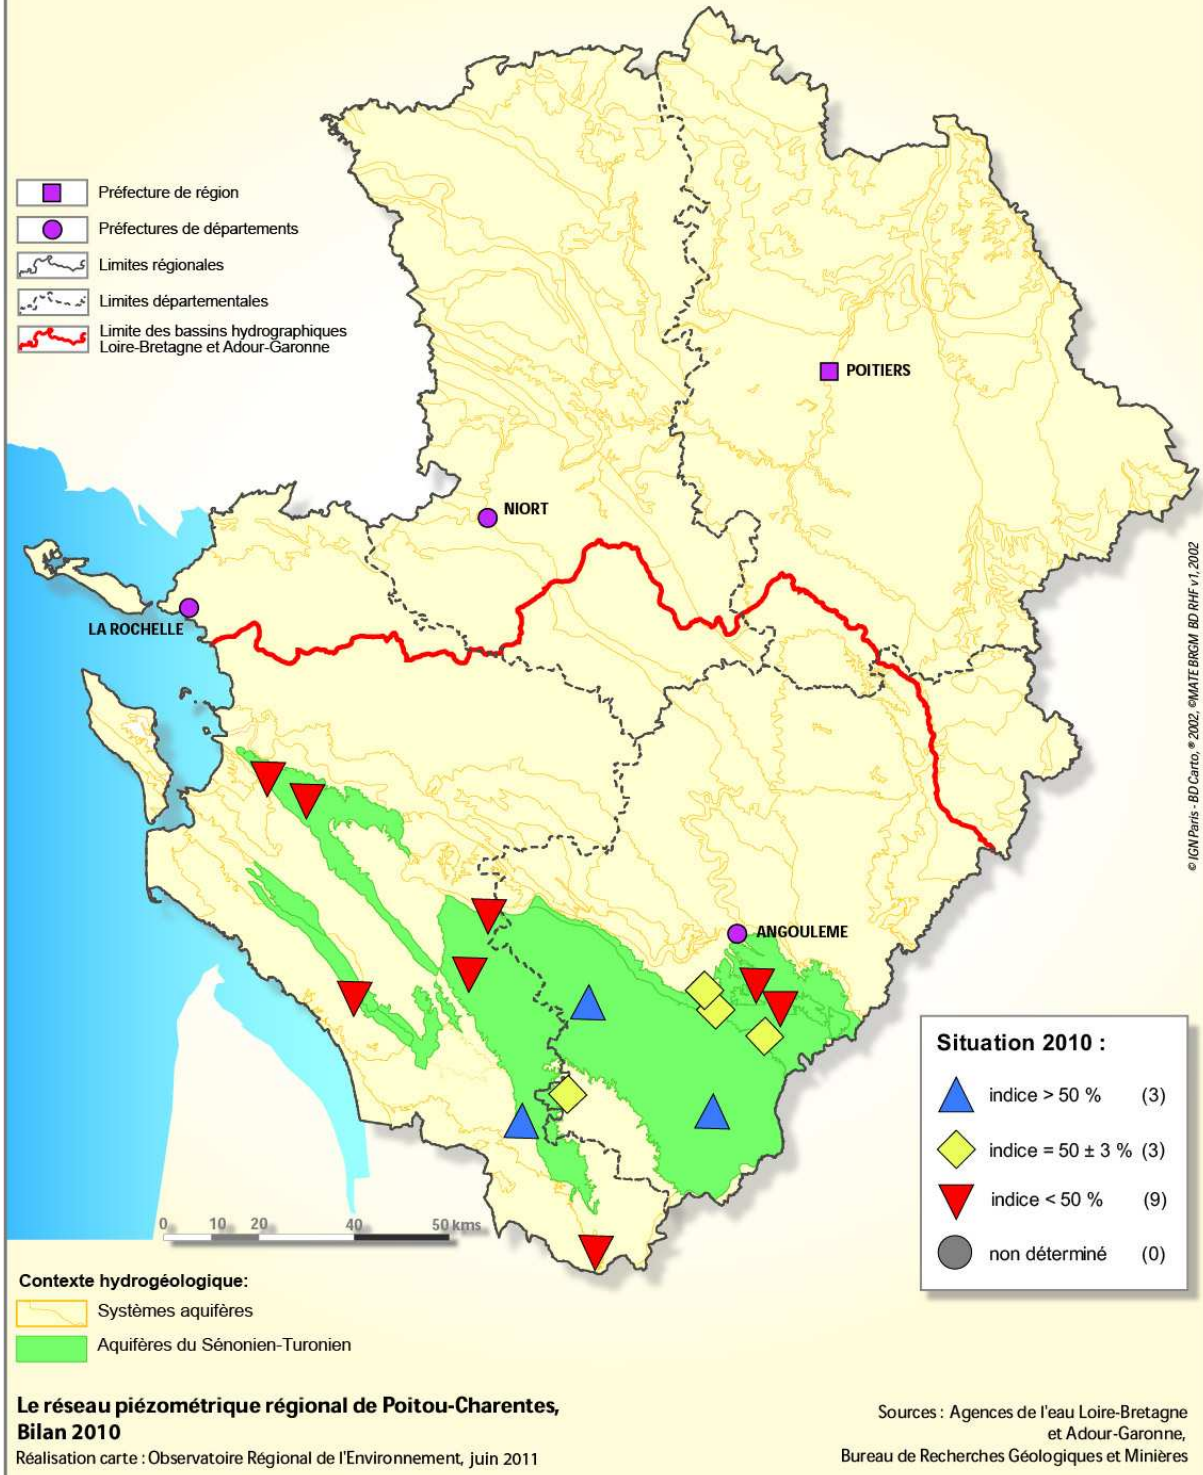 Préfecture de région
Préfectures de départements
Limites régionales
Limites départementales
Limite des bassins hydrographiques
Loire-Bretagne et Adour-Garonne
POITIERS
NIORT
LA ROCHELLE
ANGOULEME
© IGN Paris - BD Carto, ® 2002, ©MATE BRGM BD RHF v1,2002
Situation 2010 :
indice > 50 % (3)
indice = 50 ± 3 % (3)
indice < 50 % (9)
non déterminé (0)
0 10 20 40 50 kms
Contexte hydrogéologique:
Systèmes aquifères
Aquifères du Sénonien-Turonien
Le réseau piézométrique régional de Poitou-Charentes,
Bilan 2010
Réalisation carte : Observatoire Régional de l'Environnement, juin 2011
Sources : Agences de l'eau Loire-Bretagne
et Adour-Garonne,
Bureau de Recherches Géologiques et Minières